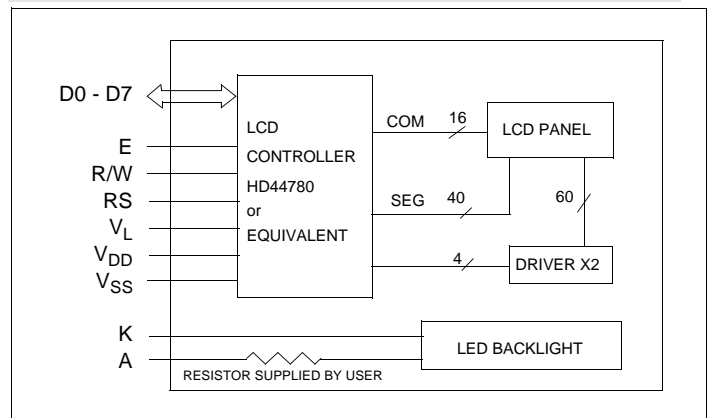 D0 - D7
E
R/W
RS
VL
VDD
VSS
K
A
LCD
CONTROLLER
HD44780
or
EQUIVALENT
COM 16
SEG 40
4
LCD PANEL
60
DRIVER X2
LED BACKLIGHT
RESISTOR SUPPLIED BY USER